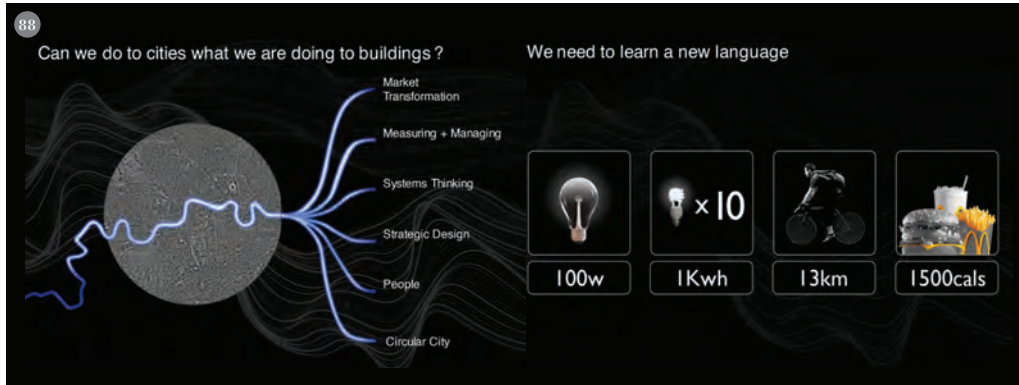 88
Can we do to cities what we are doing to buildings ?
Market
Transformation
Measuring + Managing
Systems Thinking
Strategic Design
People
Circular City
We need to learn a new language
x 10
100w
1Kwh
13km
1500cals